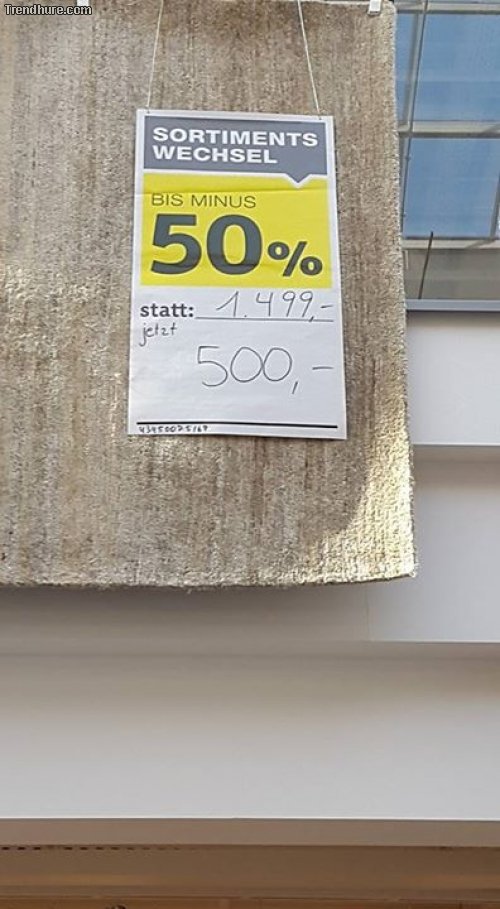 Trendhure.com
SORTIMENTS
WECHSEL
BIS MINUS
50%
statt: 1.499,-
jetzt
500,-